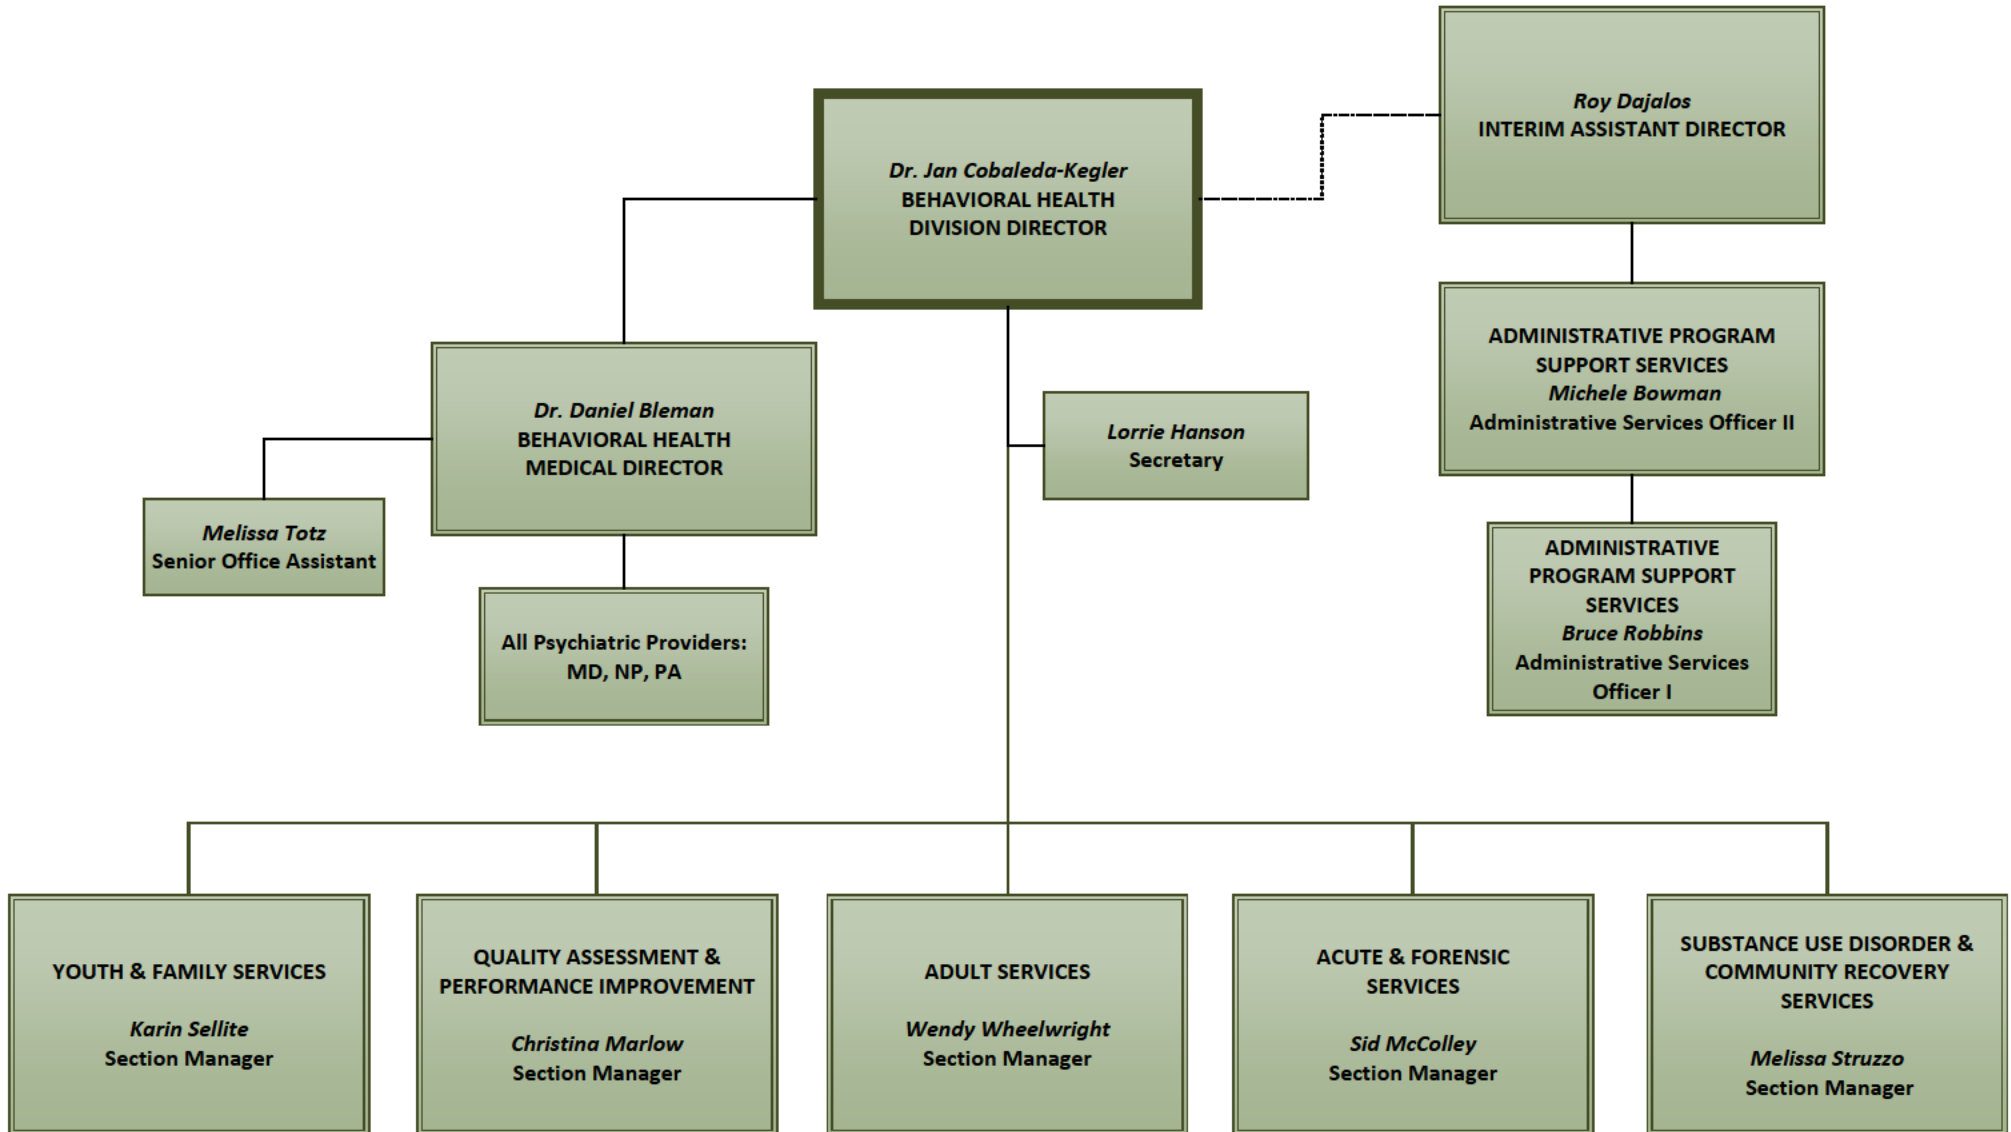 Roy Dajalos
INTERIM ASSISTANT DIRECTOR
Dr. Jan Cobaleda-Kegler
BEHAVIORAL HEALTH
DIVISION DIRECTOR
ADMINISTRATIVE PROGRAM
SUPPORT SERVICES
Michele Bowman
Administrative Services Officer II
Dr. Daniel Bleman
BEHAVIORAL HEALTH
MEDICAL DIRECTOR
Lorrie Hanson
Secretary
Melissa Totz
Senior Office Assistant
ADMINISTRATIVE
PROGRAM SUPPORT
SERVICES
Bruce Robbins
Administrative Services
Officer I
All Psychiatric Providers:
MD, NP, PA
YOUTH & FAMILY SERVICES
Karin Sellite
Section Manager
QUALITY ASSESSMENT &
PERFORMANCE IMPROVEMENT
Christina Marlow
Section Manager
ADULT SERVICES
Wendy Wheelwright
Section Manager
ACUTE & FORENSIC
SERVICES
Sid McColley
Section Manager
SUBSTANCE USE DISORDER &
COMMUNITY RECOVERY
SERVICES
Melissa Struzzo
Section Manager